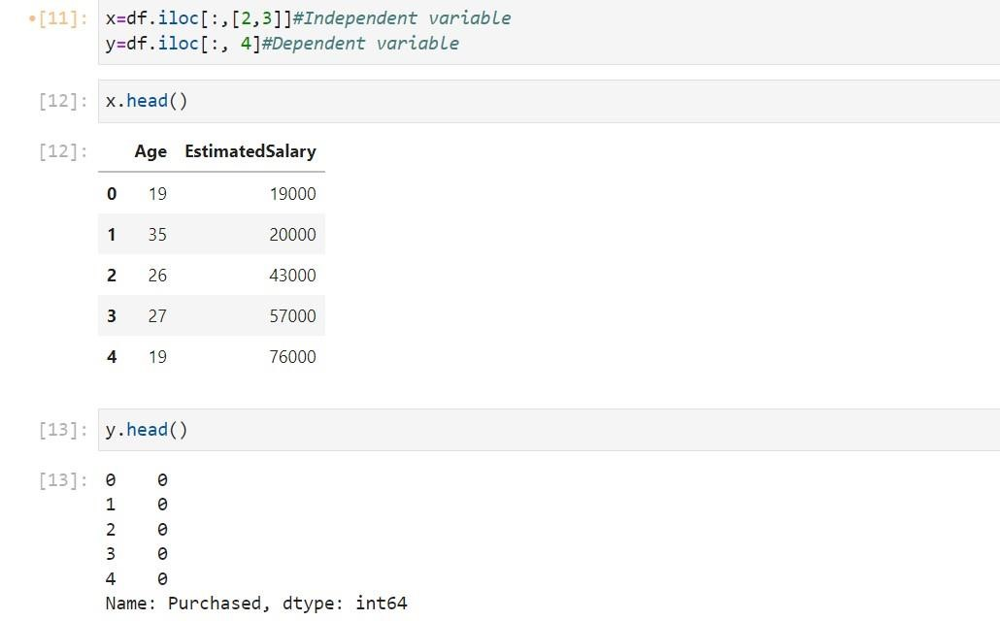 [11]: x=df.iloc[:,[2,3]]#Independent variable
y=df.iloc[:, 4]#Dependent variable
[12]: x.head()
[12]: Age EstimatedSalary
0 19 19000
1 35 20000
2 26 43000
3 27 57000
4 19 76000
[13]: y.head()
[13]: 0 0
1 0
2 0
3 0
4 0
Name: Purchased, dtype: int64